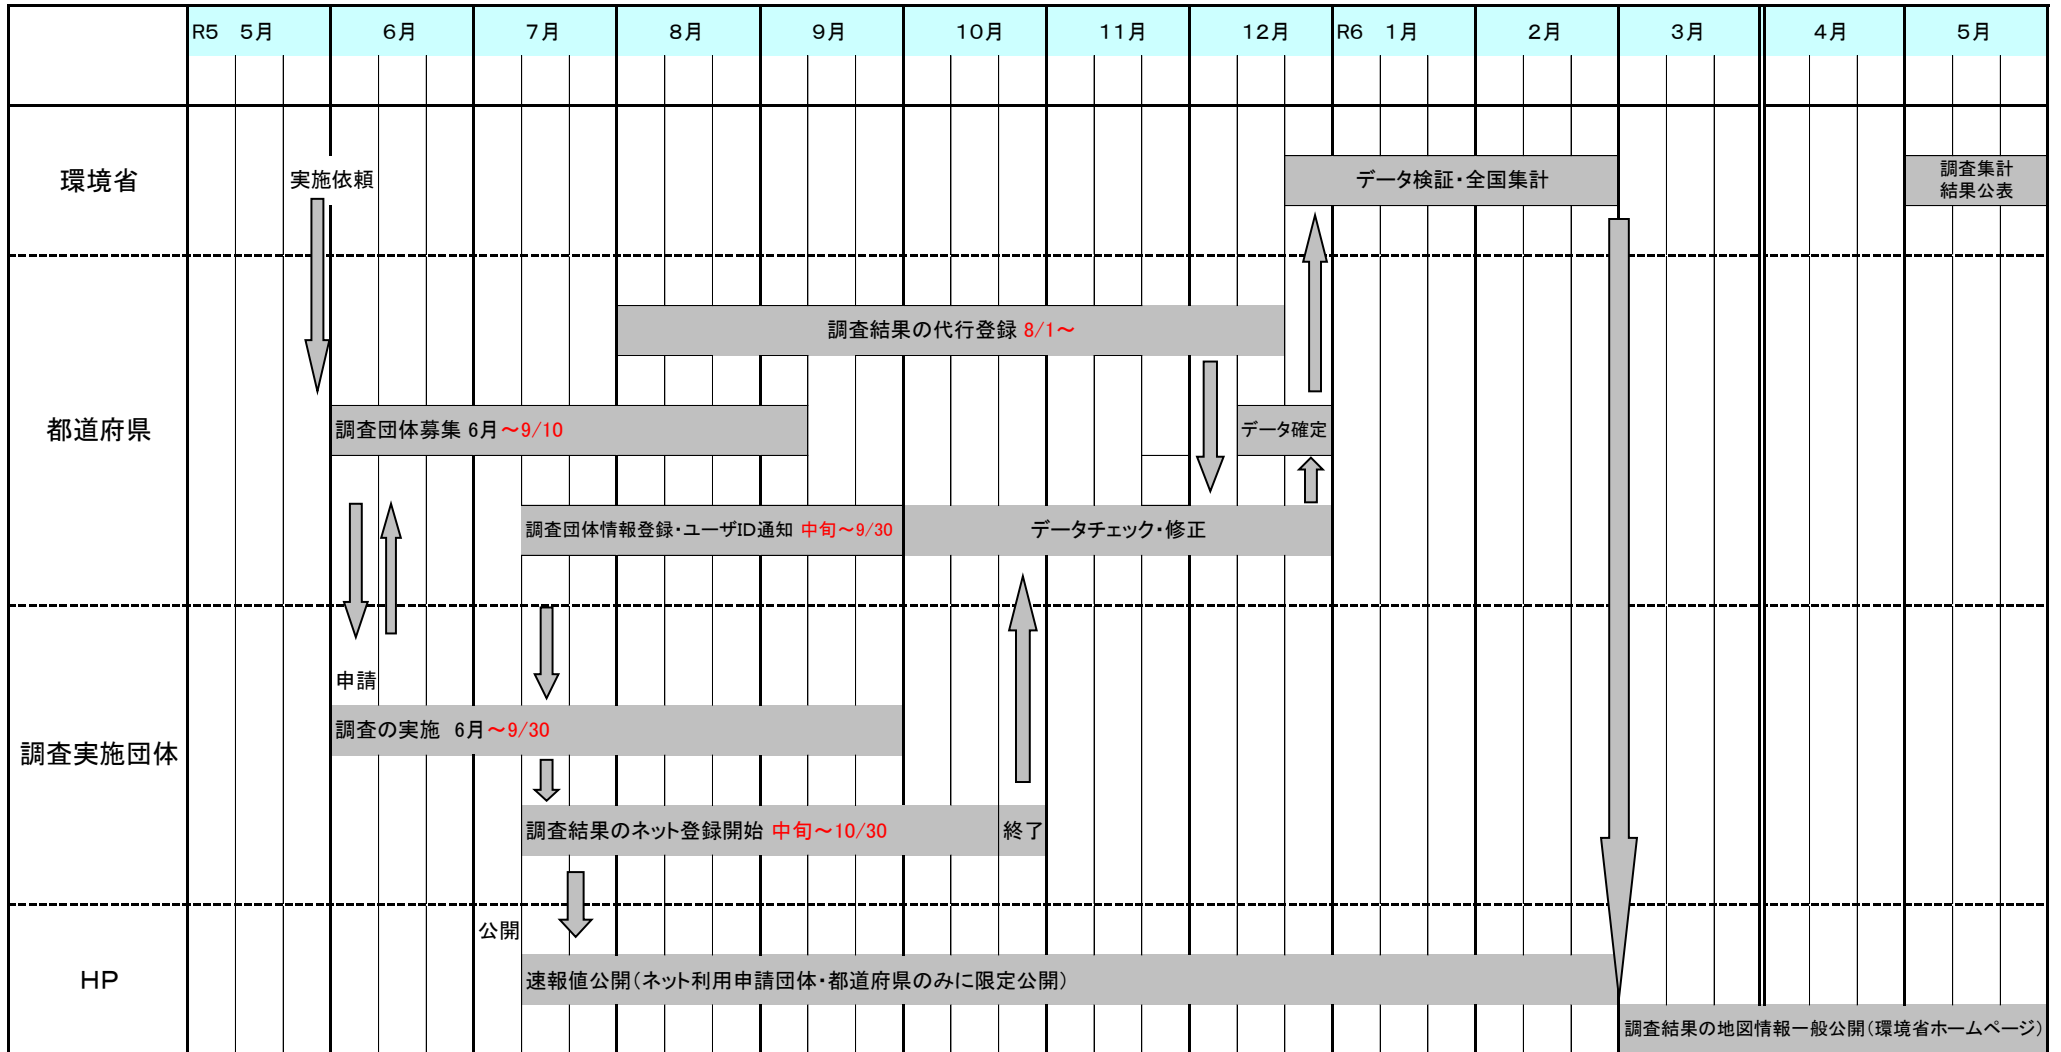 R5　5月
6月
7月
8月
9月
10月
11月
12月
R6　1月
2月
3月
4月
5月
環境省
実施依頼
データ検証・全国集計
調査集計
結果公表
都道府県
調査結果の代行登録 8/1～
調査団体募集 6月～9/10
データ確定
調査団体情報登録・ユーザID通知 中旬～9/30
データチェック・修正
調査実施団体
申請
調査の実施　6月～9/30
調査結果のネット登録開始 中旬～10/30
終了
HP
公開
速報値公開（ネット利用申請団体・都道府県のみに限定公開）
調査結果の地図情報一般公開（環境省ホームページ）